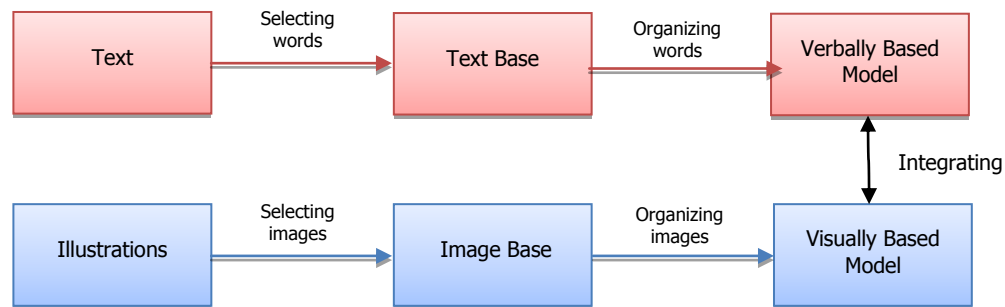 Selecting
words
Organizing
words
Text
Text Base
Verbally Based
Model
Integrating
Selecting
images
Organizing
images
Illustrations
Image Base
Visually Based
Model